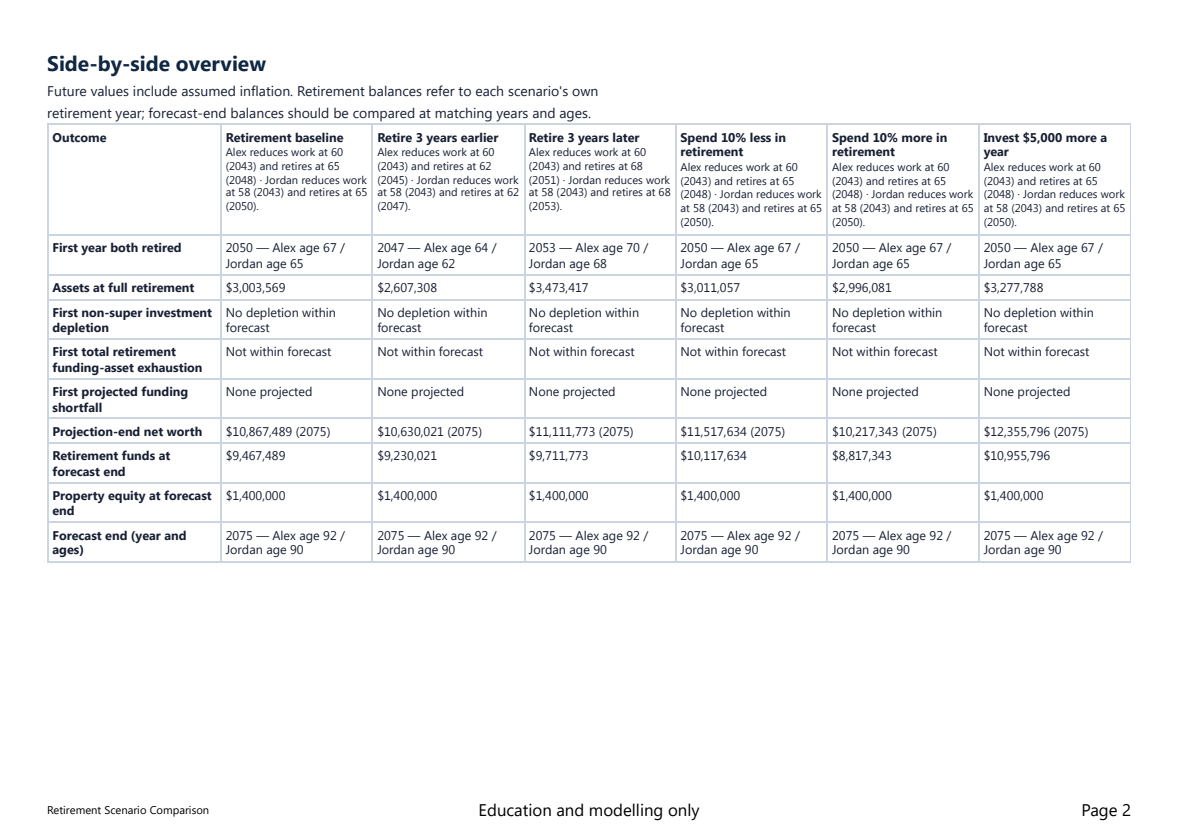 Side-by-side overview
Future values include assumed inflation. Retirement balances refer to each scenario's own
retirement year; forecast-end balances should be compared at matching years and ages.
Outcome
Retirement baseline
Alex reduces work at 60
(2043) and retires at 65
(2048) · Jordan reduces work
at 58 (2043) and retires at 65
(2050).
Retire 3 years earlier
Alex reduces work at 60
(2043) and retires at 62
(2045) · Jordan reduces work
at 58 (2043) and retires at 62
(2047).
Retire 3 years later
Alex reduces work at 60
(2043) and retires at 68
(2051) · Jordan reduces work
at 58 (2043) and retires at 68
(2053).
Spend 10% less in
retirement
Alex reduces work at 60
(2043) and retires at 65
(2048) · Jordan reduces work
at 58 (2043) and retires at 65
(2050).
Spend 10% more in
retirement
Alex reduces work at 60
(2043) and retires at 65
(2048) · Jordan reduces work
at 58 (2043) and retires at 65
(2050).
Invest $5,000 more a
year
Alex reduces work at 60
(2043) and retires at 65
(2048) · Jordan reduces work
at 58 (2043) and retires at 65
(2050).
First year both retired
2050 — Alex age 67 /
Jordan age 65
2047 — Alex age 64 /
Jordan age 62
2053 — Alex age 70 /
Jordan age 68
2050 — Alex age 67 /
Jordan age 65
2050 — Alex age 67 /
Jordan age 65
2050 — Alex age 67 /
Jordan age 65
Assets at full retirement
$3,003,569
$2,607,308
$3,473,417
$3,011,057
$2,996,081
$3,277,788
First non-super investment
depletion
No depletion within
forecast
No depletion within
forecast
No depletion within
forecast
No depletion within
forecast
No depletion within
forecast
No depletion within
forecast
First total retirement
funding-asset exhaustion
Not within forecast
Not within forecast
Not within forecast
Not within forecast
Not within forecast
Not within forecast
First projected funding
shortfall
None projected
None projected
None projected
None projected
None projected
None projected
Projection-end net worth
$10,867,489 (2075)
$10,630,021 (2075)
$11,111,773 (2075)
$11,517,634 (2075)
$10,217,343 (2075)
$12,355,796 (2075)
Retirement funds at
forecast end
$9,467,489
$9,230,021
$9,711,773
$10,117,634
$8,817,343
$10,955,796
Property equity at forecast
end
$1,400,000
$1,400,000
$1,400,000
$1,400,000
$1,400,000
$1,400,000
Forecast end (year and
ages)
2075 — Alex age 92 /
Jordan age 90
2075 — Alex age 92 /
Jordan age 90
2075 — Alex age 92 /
Jordan age 90
2075 — Alex age 92 /
Jordan age 90
2075 — Alex age 92 /
Jordan age 90
2075 — Alex age 92 /
Jordan age 90
Retirement Scenario Comparison
Education and modelling only
Page 2